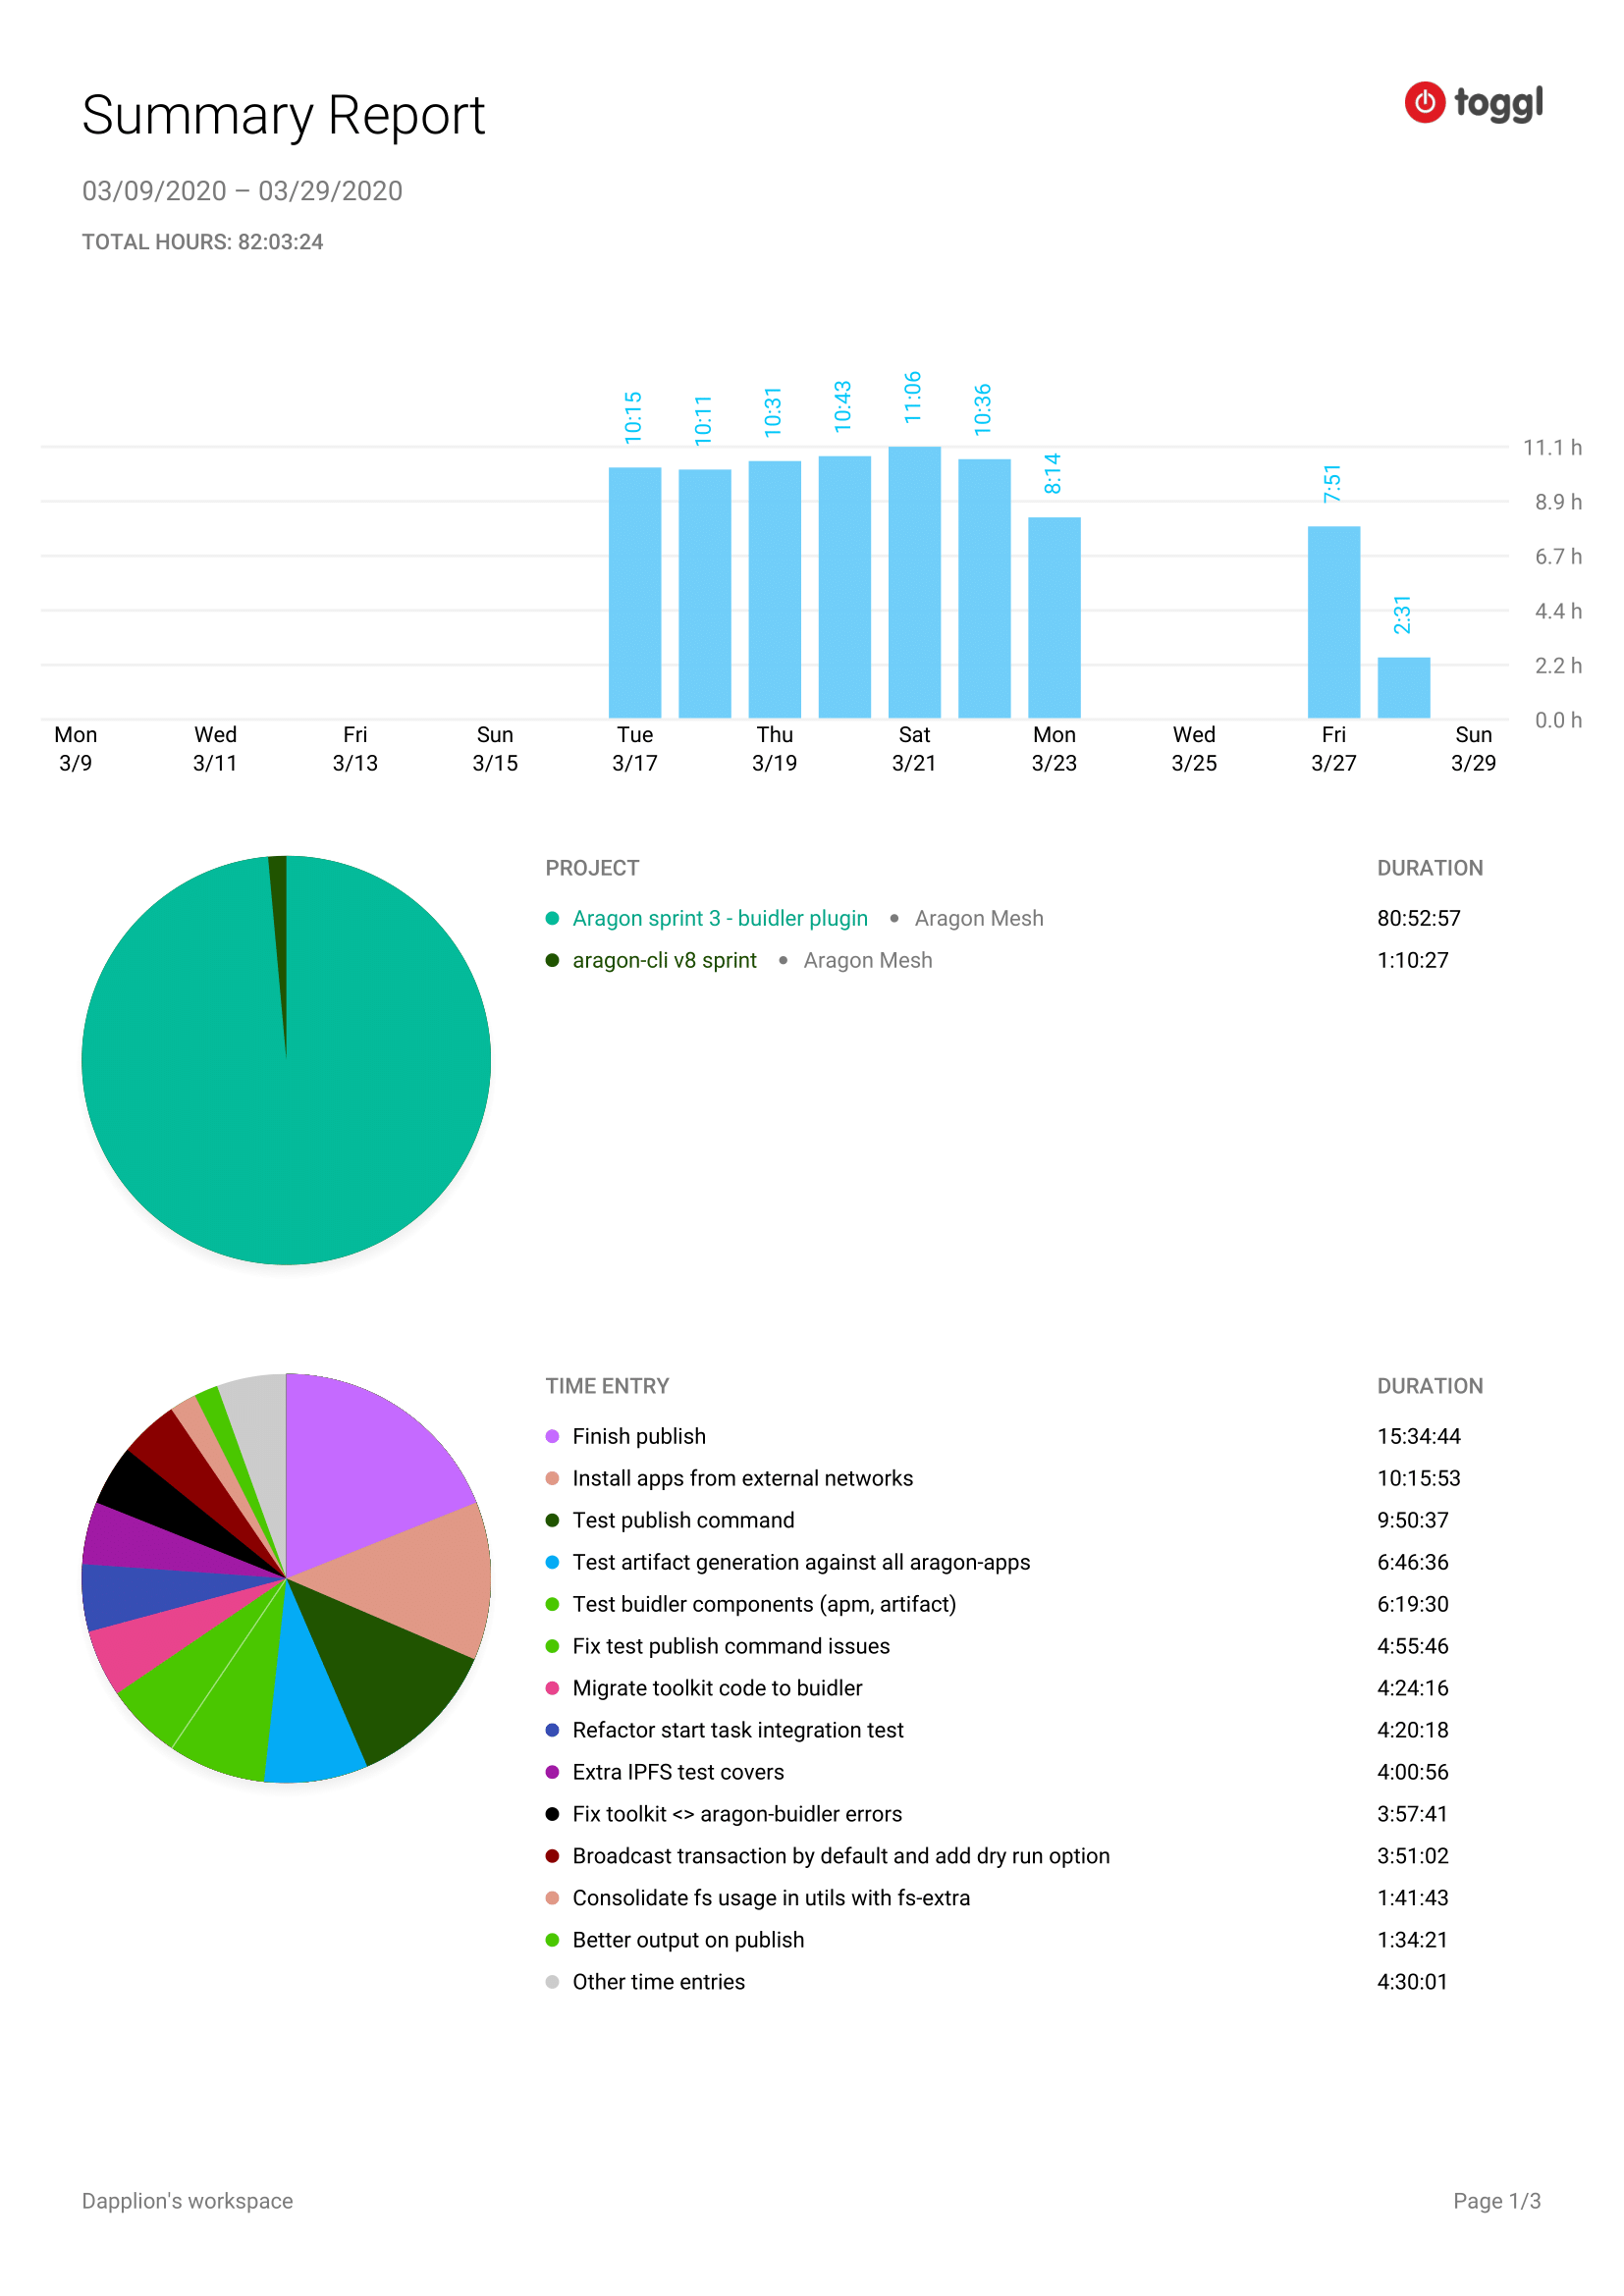 Summary Report
toggl
03/09/2020 – 03/29/2020
TOTAL HOURS: 82:03:24
10:15
10:11
10:31
10:43
11:06
10:36
8:14
7:51
2:31
11.1 h
8.9 h
6.7 h
4.4 h
2.2 h
0.0 h
Mon Wed Fri Sun Tue Thu Sat Mon Wed Fri Sun
3/9 3/11 3/13 3/15 3/17 3/19 3/21 3/23 3/25 3/27 3/29
PROJECT DURATION
Aragon sprint 3 - buidler plugin • Aragon Mesh 80:52:57
aragon-cli v8 sprint • Aragon Mesh 1:10:27
TIME ENTRY DURATION
Finish publish 15:34:44
Install apps from external networks 10:15:53
Test publish command 9:50:37
Test artifact generation against all aragon-apps 6:46:36
Test buidler components (apm, artifact) 6:19:30
Fix test publish command issues 4:55:46
Migrate toolkit code to buidler 4:24:16
Refactor start task integration test 4:20:18
Extra IPFS test covers 4:00:56
Fix toolkit <> aragon-buidler errors 3:57:41
Broadcast transaction by default and add dry run option 3:51:02
Consolidate fs usage in utils with fs-extra 1:41:43
Better output on publish 1:34:21
Other time entries 4:30:01
Dapplion's workspace Page 1/3